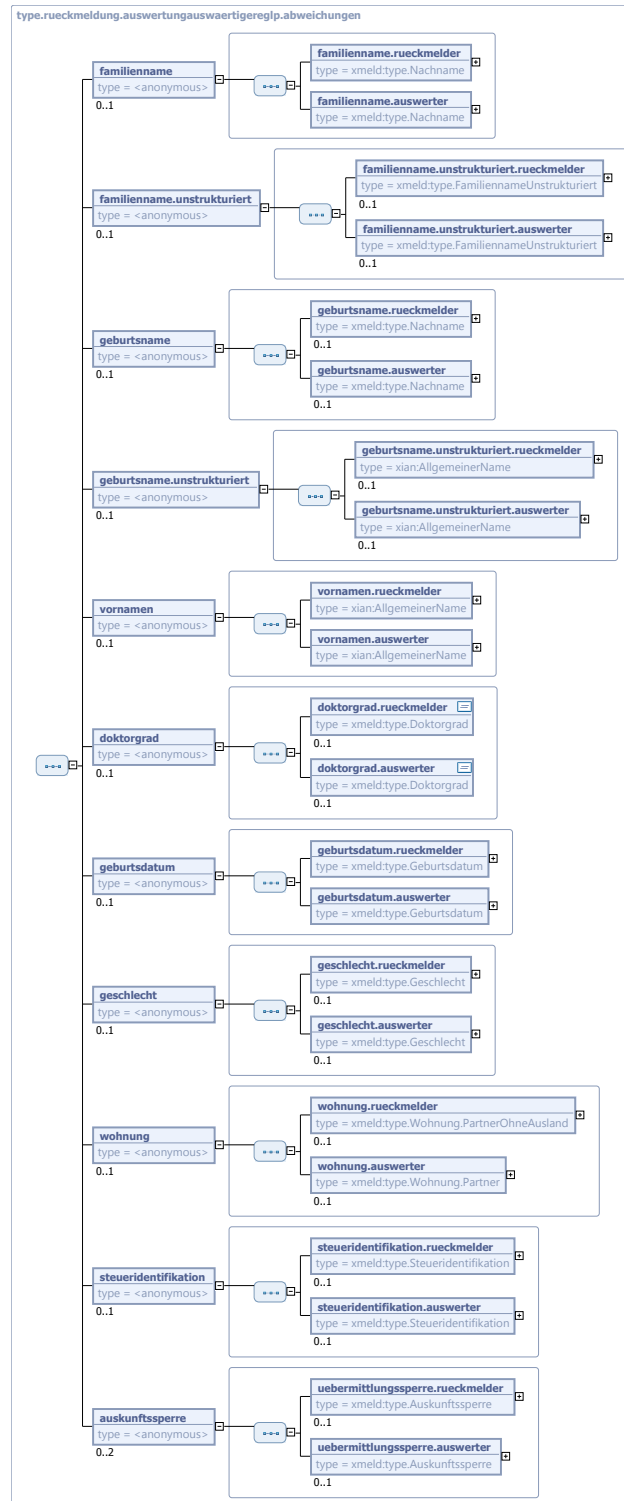 type.rueckmeldung.auswertungauswaertigereglp.abweichungen
familienname
type = <anonymous>
0..1
familienname.rueckmelder
type = xmeld:type.Nachname
familienname.auswerter
type = xmeld:type.Nachname
familienname.unstrukturiert
type = <anonymous>
0..1
familienname.unstrukturiert.rueckmelder
type = xmeld:type.FamiliennameUnstrukturiert
0..1
familienname.unstrukturiert.auswerter
type = xmeld:type.FamiliennameUnstrukturiert
0..1
geburtsname
type = <anonymous>
0..1
geburtsname.rueckmelder
type = xmeld:type.Nachname
0..1
geburtsname.auswerter
type = xmeld:type.Nachname
0..1
geburtsname.unstrukturiert
type = <anonymous>
0..1
geburtsname.unstrukturiert.rueckmelder
type = xian:AllgemeinerName
0..1
geburtsname.unstrukturiert.auswerter
type = xian:AllgemeinerName
0..1
vornamen
type = <anonymous>
0..1
vornamen.rueckmelder
type = xian:AllgemeinerName
vornamen.auswerter
type = xian:AllgemeinerName
doktorgrad
type = <anonymous>
0..1
doktorgrad.rueckmelder
type = xmeld:type.Doktorgrad
0..1
doktorgrad.auswerter
type = xmeld:type.Doktorgrad
0..1
geburtsdatum
type = <anonymous>
0..1
geburtsdatum.rueckmelder
type = xmeld:type.Geburtsdatum
geburtsdatum.auswerter
type = xmeld:type.Geburtsdatum
geschlecht
type = <anonymous>
0..1
geschlecht.rueckmelder
type = xmeld:type.Geschlecht
0..1
geschlecht.auswerter
type = xmeld:type.Geschlecht
0..1
wohnung
type = <anonymous>
0..1
wohnung.rueckmelder
type = xmeld:type.Wohnung.PartnerOhneAusland
0..1
wohnung.auswerter
type = xmeld:type.Wohnung.Partner
0..1
steueridentifikation
type = <anonymous>
0..1
steueridentifikation.rueckmelder
type = xmeld:type.Steueridentifikation
0..1
steueridentifikation.auswerter
type = xmeld:type.Steueridentifikation
0..1
auskunftssperre
type = <anonymous>
0..2
uebermittlungssperre.rueckmelder
type = xmeld:type.Auskunftssperre
0..1
uebermittlungssperre.auswerter
type = xmeld:type.Auskunftssperre
0..1